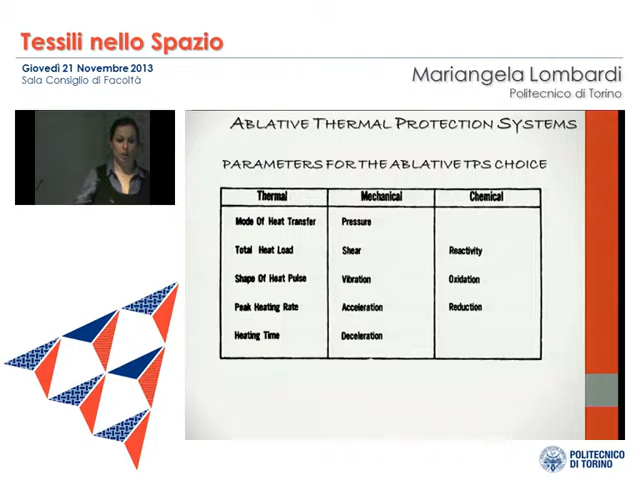 Tessili nello Spazio
Giovedì 21 Novembre 2013
Sala Consiglio di Facoltà
Mariangela Lombardi
Politecnico di Torino
ABLATIVE THERMAL PROTECTION SYSTEMS
PARAMETERS FOR THE ABLATIVE TPS CHOICE
Thermal Mechanical Chemical
Mode Of Heat Transfer Pressure
Total Heat Load Shear Reactivity
Shape Of Heat Pulse Vibration Oxidation
Peak Heating Rate Acceleration Reduction
Heating Time Deceleration
POLITECNICO
DI TORINO